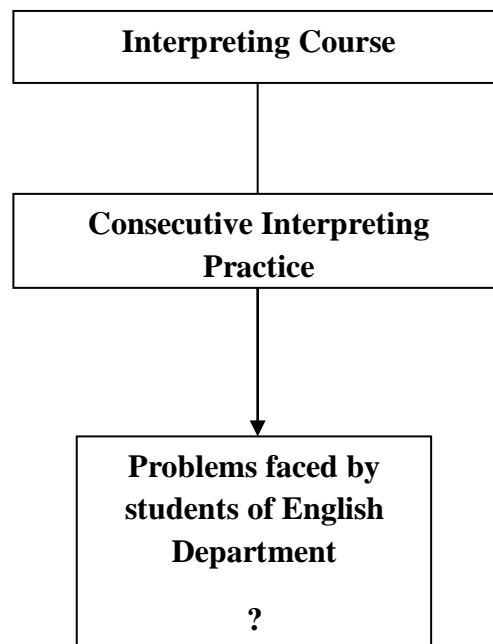 Interpreting Course
Consecutive Interpreting
Practice
Problems faced by
students of English
Department
?